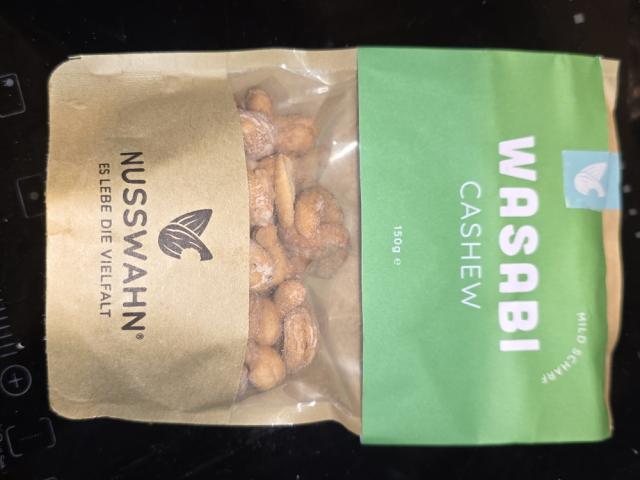 MILD SCHARF
WASABI
CASHEW
150g e
NUSSWAHN®
ES LEBE DIE VIELFALT